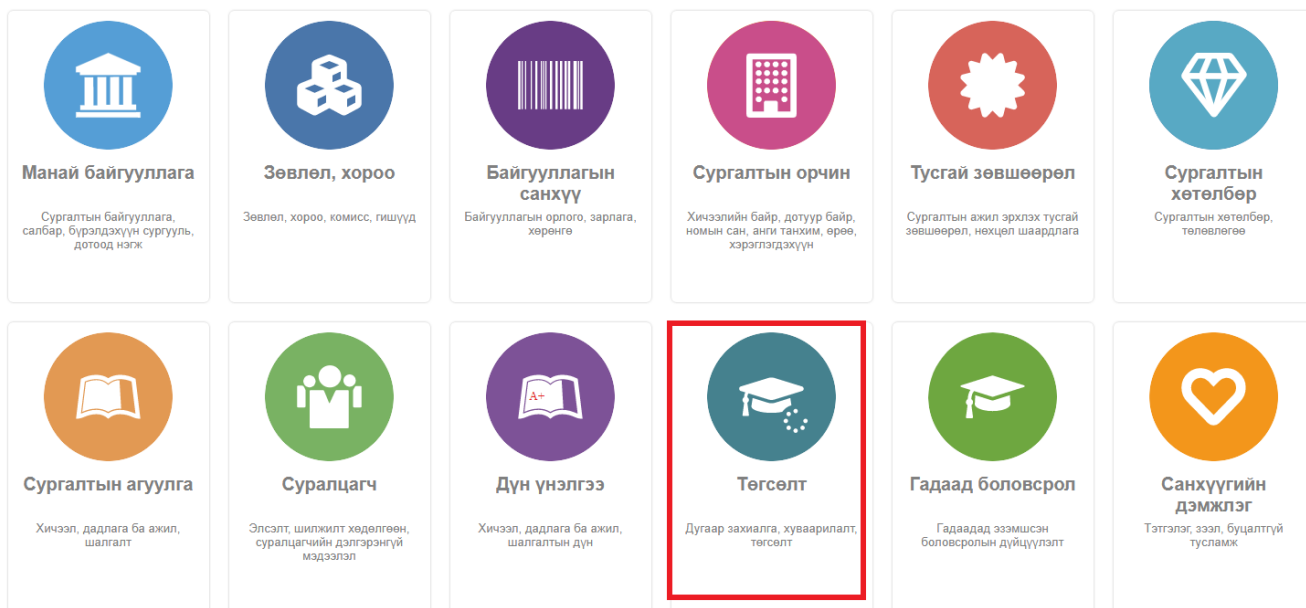 Манай байгууллага
Сургалтын байгууллага,
салбар, бүрэлдэхүүн сургууль,
дотоод нэгж
Зөвлөл, хороо
Зөвлөл, хороо, комисс, гишүүд
Байгууллагын
санхүү
Байгууллагын орлого, зарлага,
хөрөнгө
Сургалтын орчин
Хичээлийн байр, дотуур байр,
номын сан, анги танхим, өрөө,
хэрэглэгдэхүүн
Тусгай зөвшөөрөл
Сургалтын ажил эрхлэх тусгай
зөвшөөрөл, нөхцөл шаардлага
Сургалтын
хөтөлбөр
Сургалтын хөтөлбөр,
төлөвлөгөө
Сургалтын агуулга
Хичээл, дадлага ба ажил,
шалгалт
Суралцагч
Элсэлт, шилжилт хөдөлгөөн,
суралцагчийн дэлгэрэнгүй
мэдээлэл
A+
Дүн үнэлгээ
Хичээл, дадлага ба ажил,
шалгалтын дүн
Төгсөлт
Дугаар захиалга, хуваарилалт,
төгсөлт
Гадаад боловсрол
Гадаадад эзэмшсэн
боловсролын дүйцүүлэлт
Санхүүгийн
дэмжлэг
Тэтгэлэг, зээл, буцалтгүй
тусламж